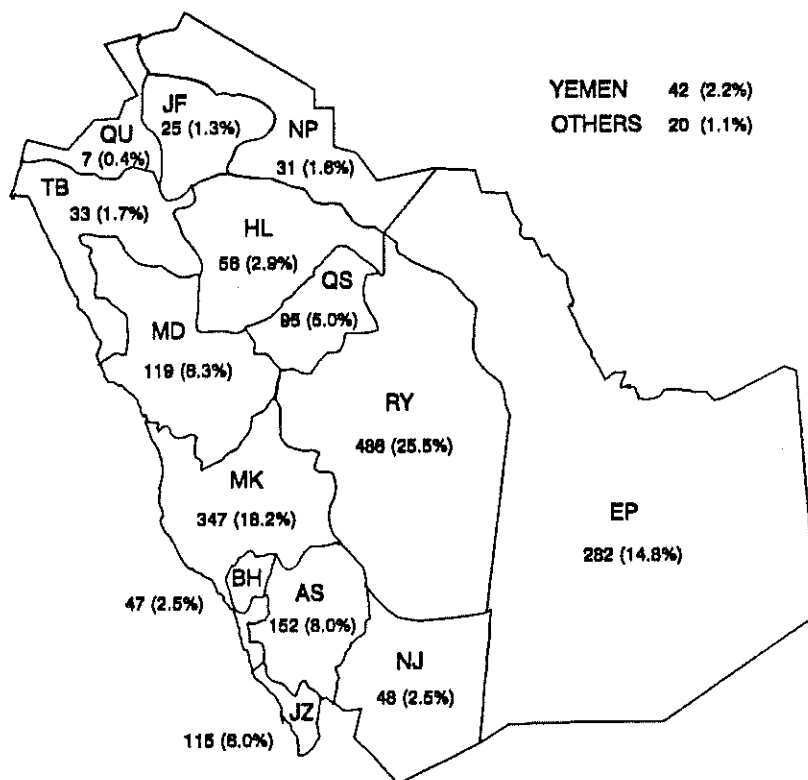 YEMEN 42 (2.2%)
JF
25 (1.3%)
NP
OTHERS 20 (1.1%)
QU
7 (0.4%)
31 (1.6%)
TB
33 (1.7%)
HL
56 (2.9%)
QS
95 (5.0%)
MD
119 (6.3%)
RY
486 (25.5%)
MK
347 (18.2%)
EP
282 (14.8%)
BH
47 (2.5%)
AS
152 (8.0%)
NJ
48 (2.5%)
JZ
115 (6.0%)